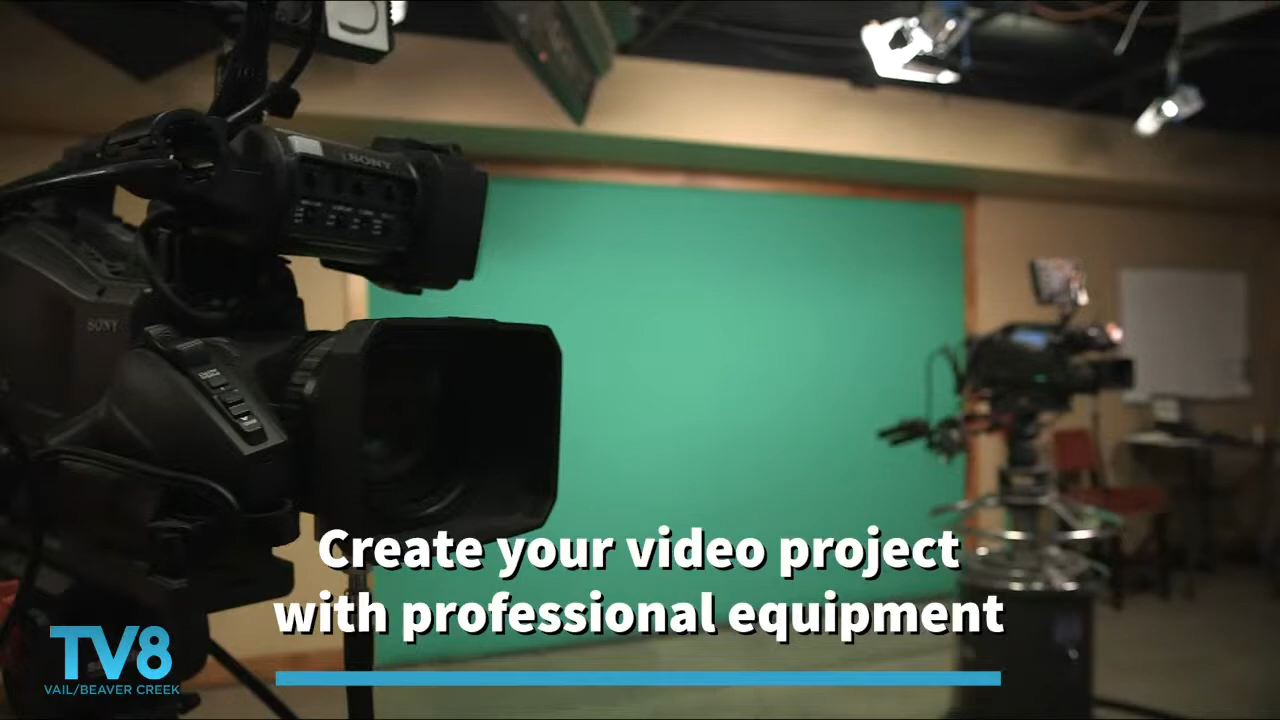 SONY
SONY
Create your video project
with professional equipment
TV8
VAIL/BEAVER CREEK